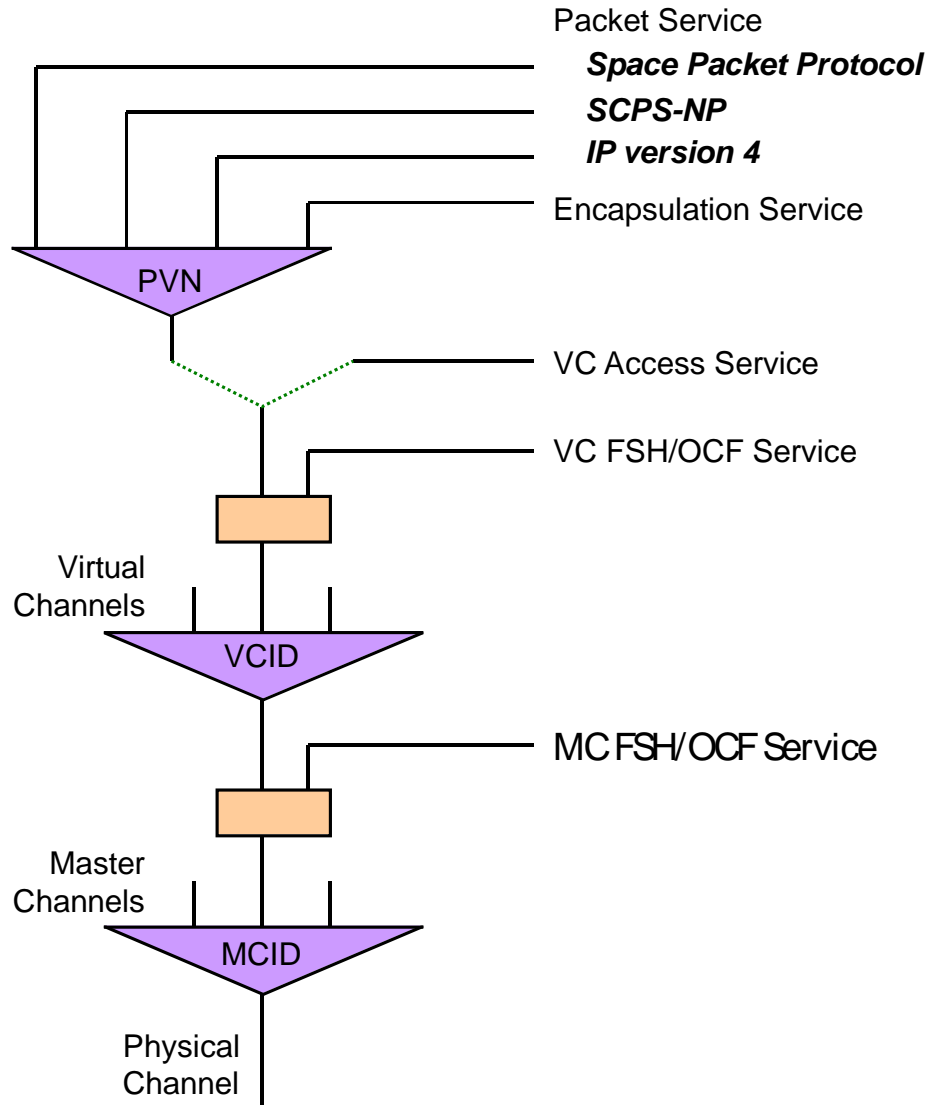 Packet Service
Space Packet Protocol
SCPS-NP
IP version 4
Encapsulation Service
PVN
VC Access Service
VC FSH/OCF Service
Virtual
Channels
VCID
MC FSH/OCF Service
Master
Channels
MCID
Physical
Channel